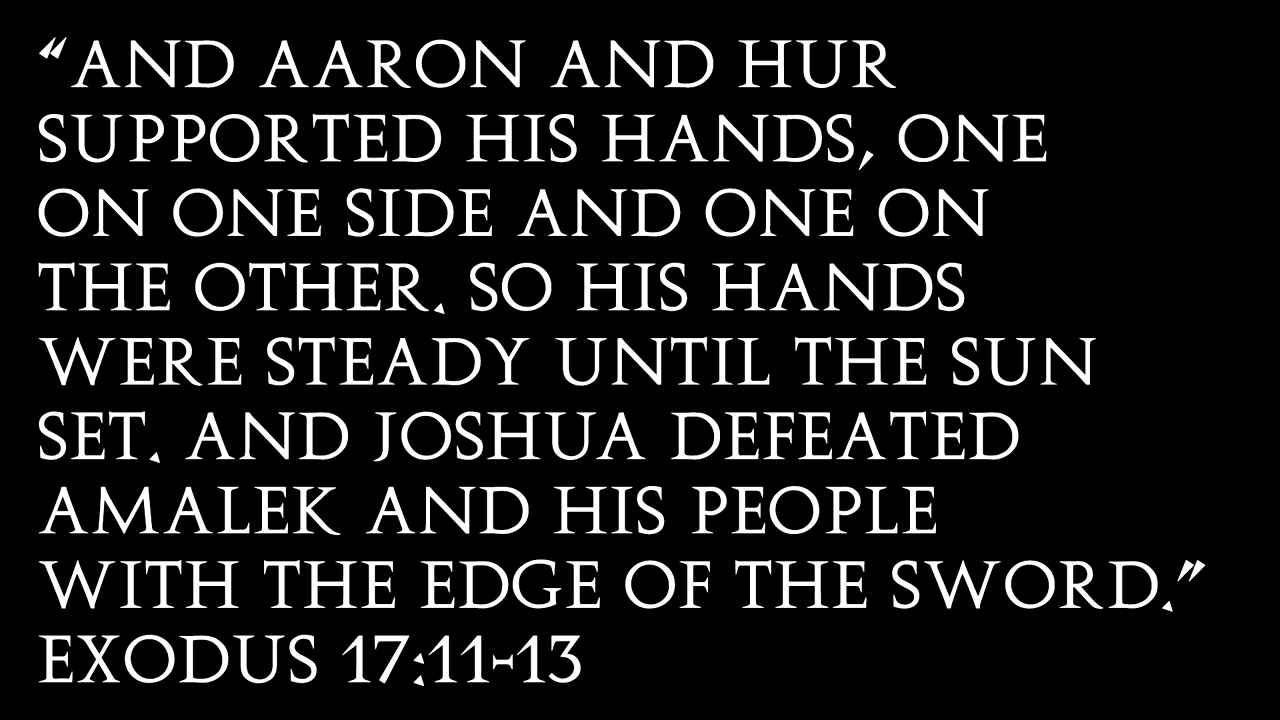 “AND AARON AND HUR
SUPPORTED HIS HANDS, ONE
ON ONE SIDE AND ONE ON
THE OTHER. SO HIS HANDS
WERE STEADY UNTIL THE SUN
SET. AND JOSHUA DEFEATED
AMALEK AND HIS PEOPLE
WITH THE EDGE OF THE SWORD.”
EXODUS 17:11-13